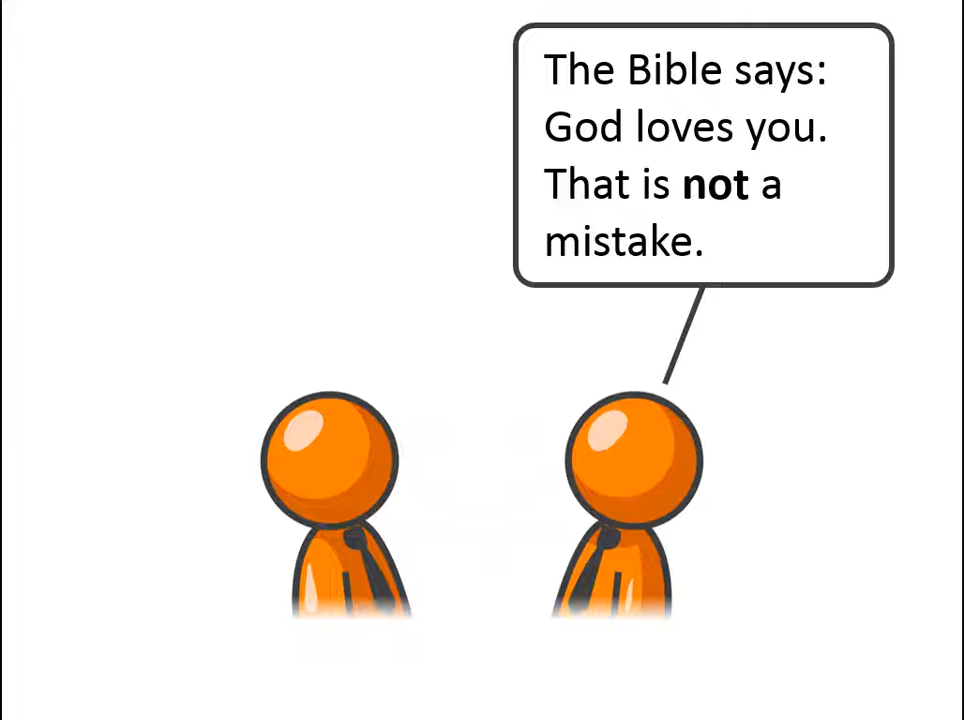 The Bible says:
God loves you.
That is not a
mistake.